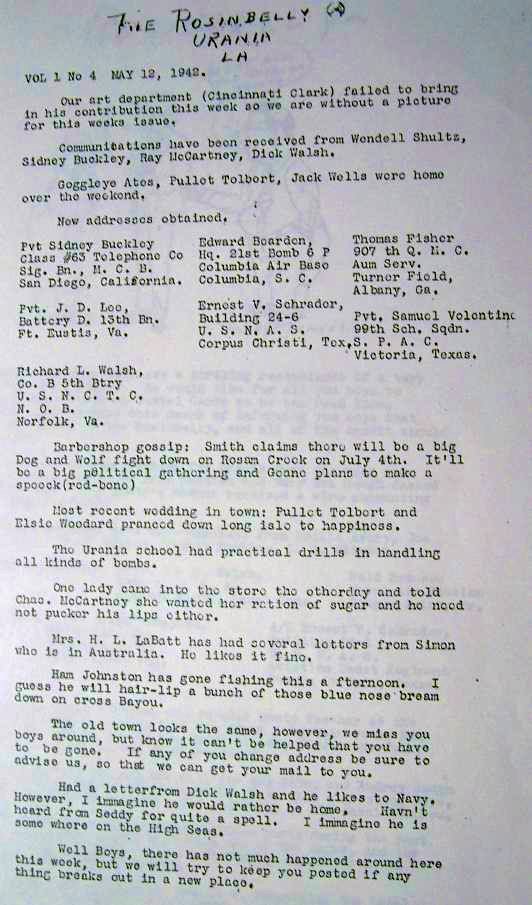 THE ROSINBELLY (4)
URANIA
LA
VOL 1 No 4 MAY 12, 1942.
Our art department (Cincinnati Clark) failed to bring
in his contribution this week so we are without a picture
for this weeks issue.
Communications have been received from Wendell Shultz,
Sidney Buckley, Ray McCartney, Dick Walsh.
Goggleye Ates, Pullet Tolbert, Jack Wells were home
over the weekend.
New addresses obtained.
Pvt Sidney Buckley
Class #63 Telephone Co
Sig. Bn., M. C. B.
San Diego, California.
Edward Bearden,
Hq. 21st Bomb 6 P
Columbia Air Base
Columbia, S. C.
Thomas Fisher
907 th Q. M. C.
Aum Serv.
Turner Field,
Albany, Ga.
Pvt. J. D. Lee,
Battery D. 13th Bn.
Ft. Eustis, Va.
Ernest V. Schrader,
Building 24-6
U. S. N. A. S.
Corpus Christi, Tex,
Pvt. Samuel Volentine
99th Sch. Sqdn.
S. P. A. C.
Victoria, Texas.
Richard L. Walsh,
Co. B 5th Btry
U. S. N. C. T. C.
N. O. B.
Norfolk, Va.
Barbershop gossip: Smith claims there will be a big
Dog and Wolf fight down on Rosam Creek on July 4th. It'll
be a big political gathering and Geane plans to make a
speeck(red-bone)
Most recent wedding in town: Pullet Tolbert and
Elsie Woodard pranced down long isle to happiness.
The Urania school had practical drills in handling
all kinds of bombs.
One lady came into the store the otherday and told
Chas. McCartney she wanted her ration of sugar and he need
not pucker his lips either.
Mrs. H. L. LaBatt has had several letters from Simon
who is in Australia. He likes it fine.
Ham Johnston has gone fishing this a fternoon. I
guess he will hair-lip a bunch of those blue nose bream
down on cross Bayou.
The old town looks the same, however, we miss you
boys around, but know it can't be helped that you have
to be gone. If any of you change address be sure to
advise us, so that we can get your mail to you.
Had a letterfrom Dick Walsh and he likes to Navy.
However, I immagine he would rather be home. Havn't
heard from Seddy for quite a spell. I immagine he is
some where on the High Seas.
Well Boys, there has not much happened around here
this week, but we will try to keep you posted if any
thing breaks out in a new place.